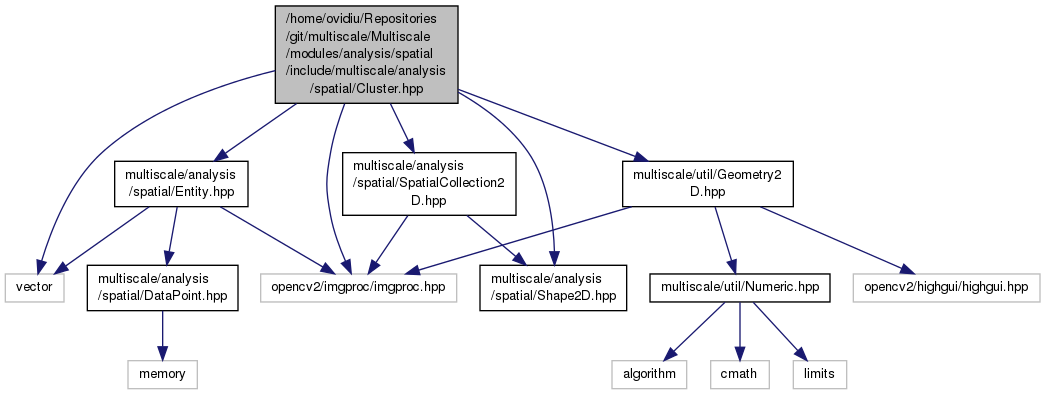 /home/ovidiu/Repositories
/git/multiscale/Multiscale
/modules/analysis/spatial
/include/multiscale/analysis
/spatial/Cluster.hpp
multiscale/analysis
/spatial/Entity.hpp
multiscale/analysis
/spatial/SpatialCollection2
D.hpp
multiscale/util/Geometry2
D.hpp
vector
multiscale/analysis
/spatial/DataPoint.hpp
opencv2/imgproc/imgproc.hpp
multiscale/analysis
/spatial/Shape2D.hpp
multiscale/util/Numeric.hpp
opencv2/highgui/highgui.hpp
memory
algorithm
cmath
limits